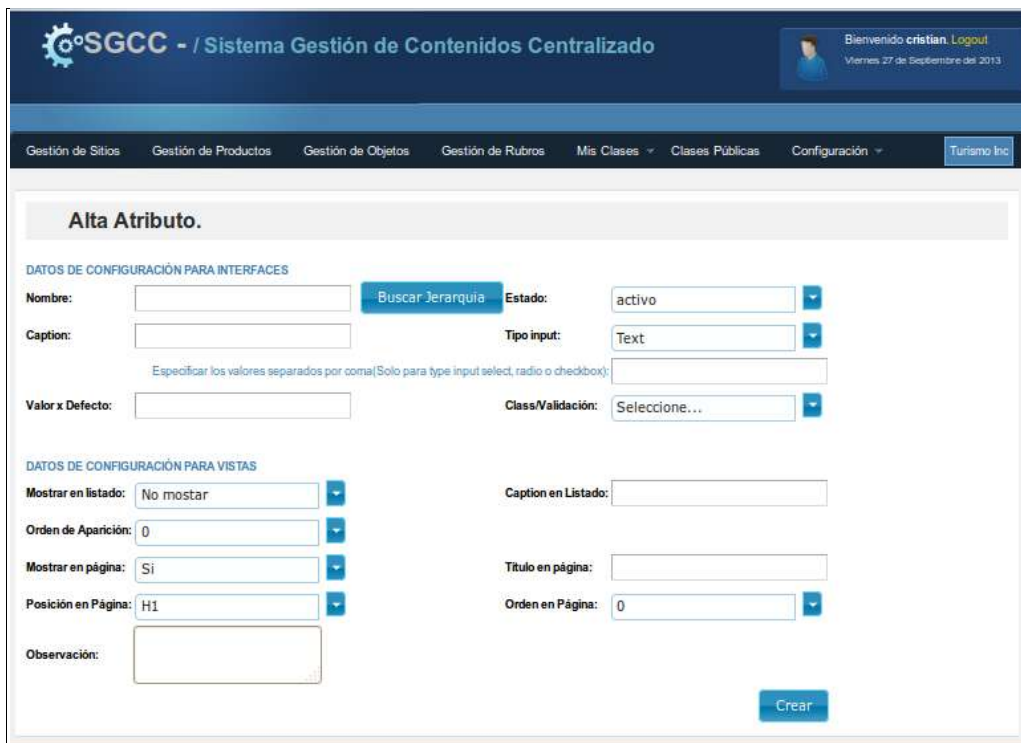 SGCC - / Sistema Gestión de Contenidos Centralizado
Bienvenido cristian. Logout
Viernes 27 de Septiembre del 2013
Gestión de Sitios Gestión de Productos Gestión de Objetos Gestión de Rubros Mis Clases Clases Públicas Configuración Turismo Inc
Alta Atributo.
DATOS DE CONFIGURACIÓN PARA INTERFACES
Nombre: Buscar Jerarquia Estado: activo
Caption: Tipo input: Text
Especificar los valores separados por coma(Solo para type input select, radio o checkbox):
Valor x Defecto: Class/Validación: Seleccione...
DATOS DE CONFIGURACIÓN PARA VISTAS
Mostrar en listado: No mostar Caption en Listado:
Orden de Aparición: 0
Mostrar en página: Si Titulo en página:
Posición en Página: H1 Orden en Página: 0
Observación:
Crear